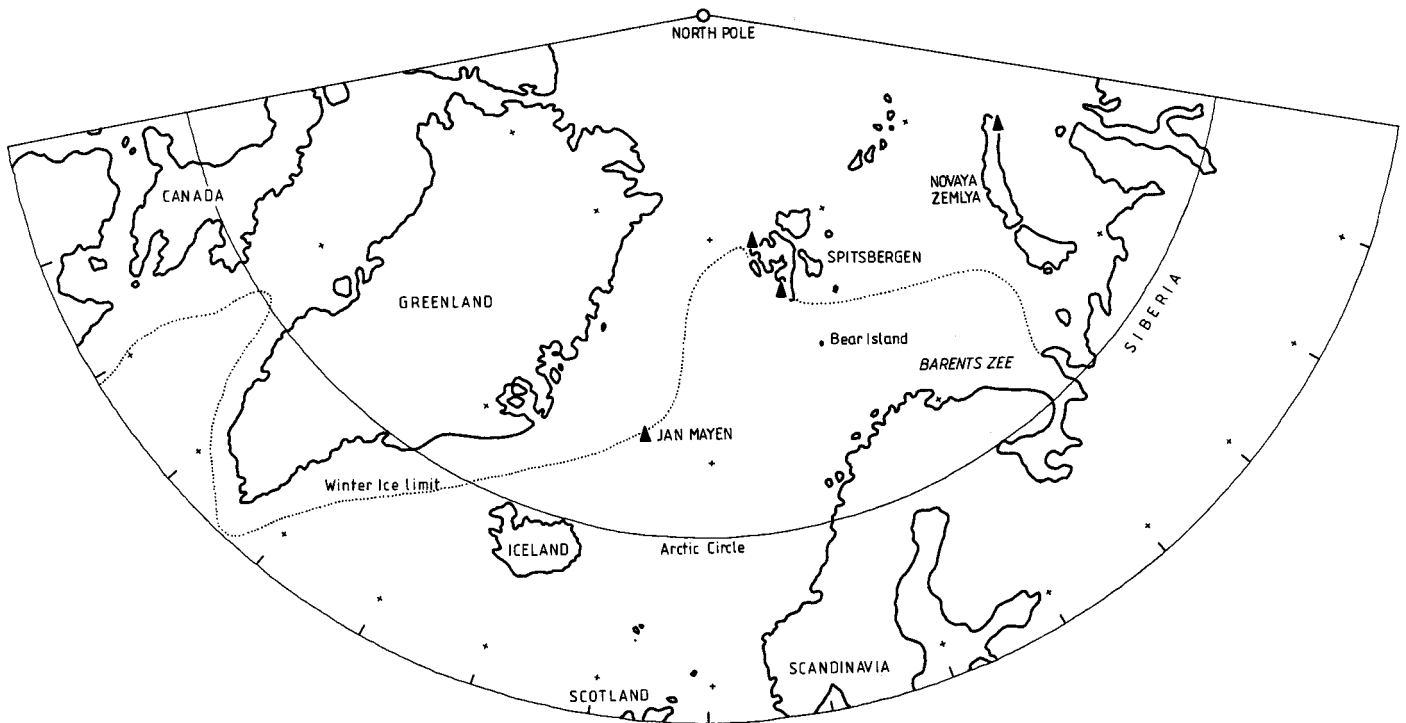 NORTH POLE
CANADA
NOVAYA
ZEMLYA
SPITSBERGEN
GREENLAND
SIBERIA
Bear Island
BARENTS ZEE
JAN MAYEN
Winter Ice Limit
ICELAND
Arctic Circle
SCANDINAVIA
SCOTLAND